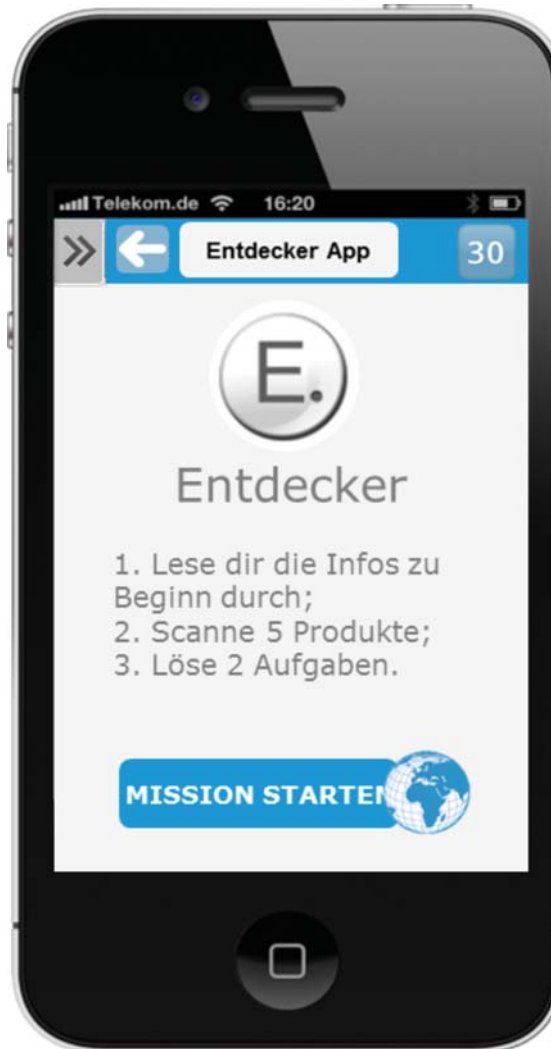 Telekom.de 16:20
Entdecker App
30
E.
Entdecker
1. Lese dir die Infos zu
Beginn durch;
2. Scanne 5 Produkte;
3. Löse 2 Aufgaben.
MISSION STARTEN